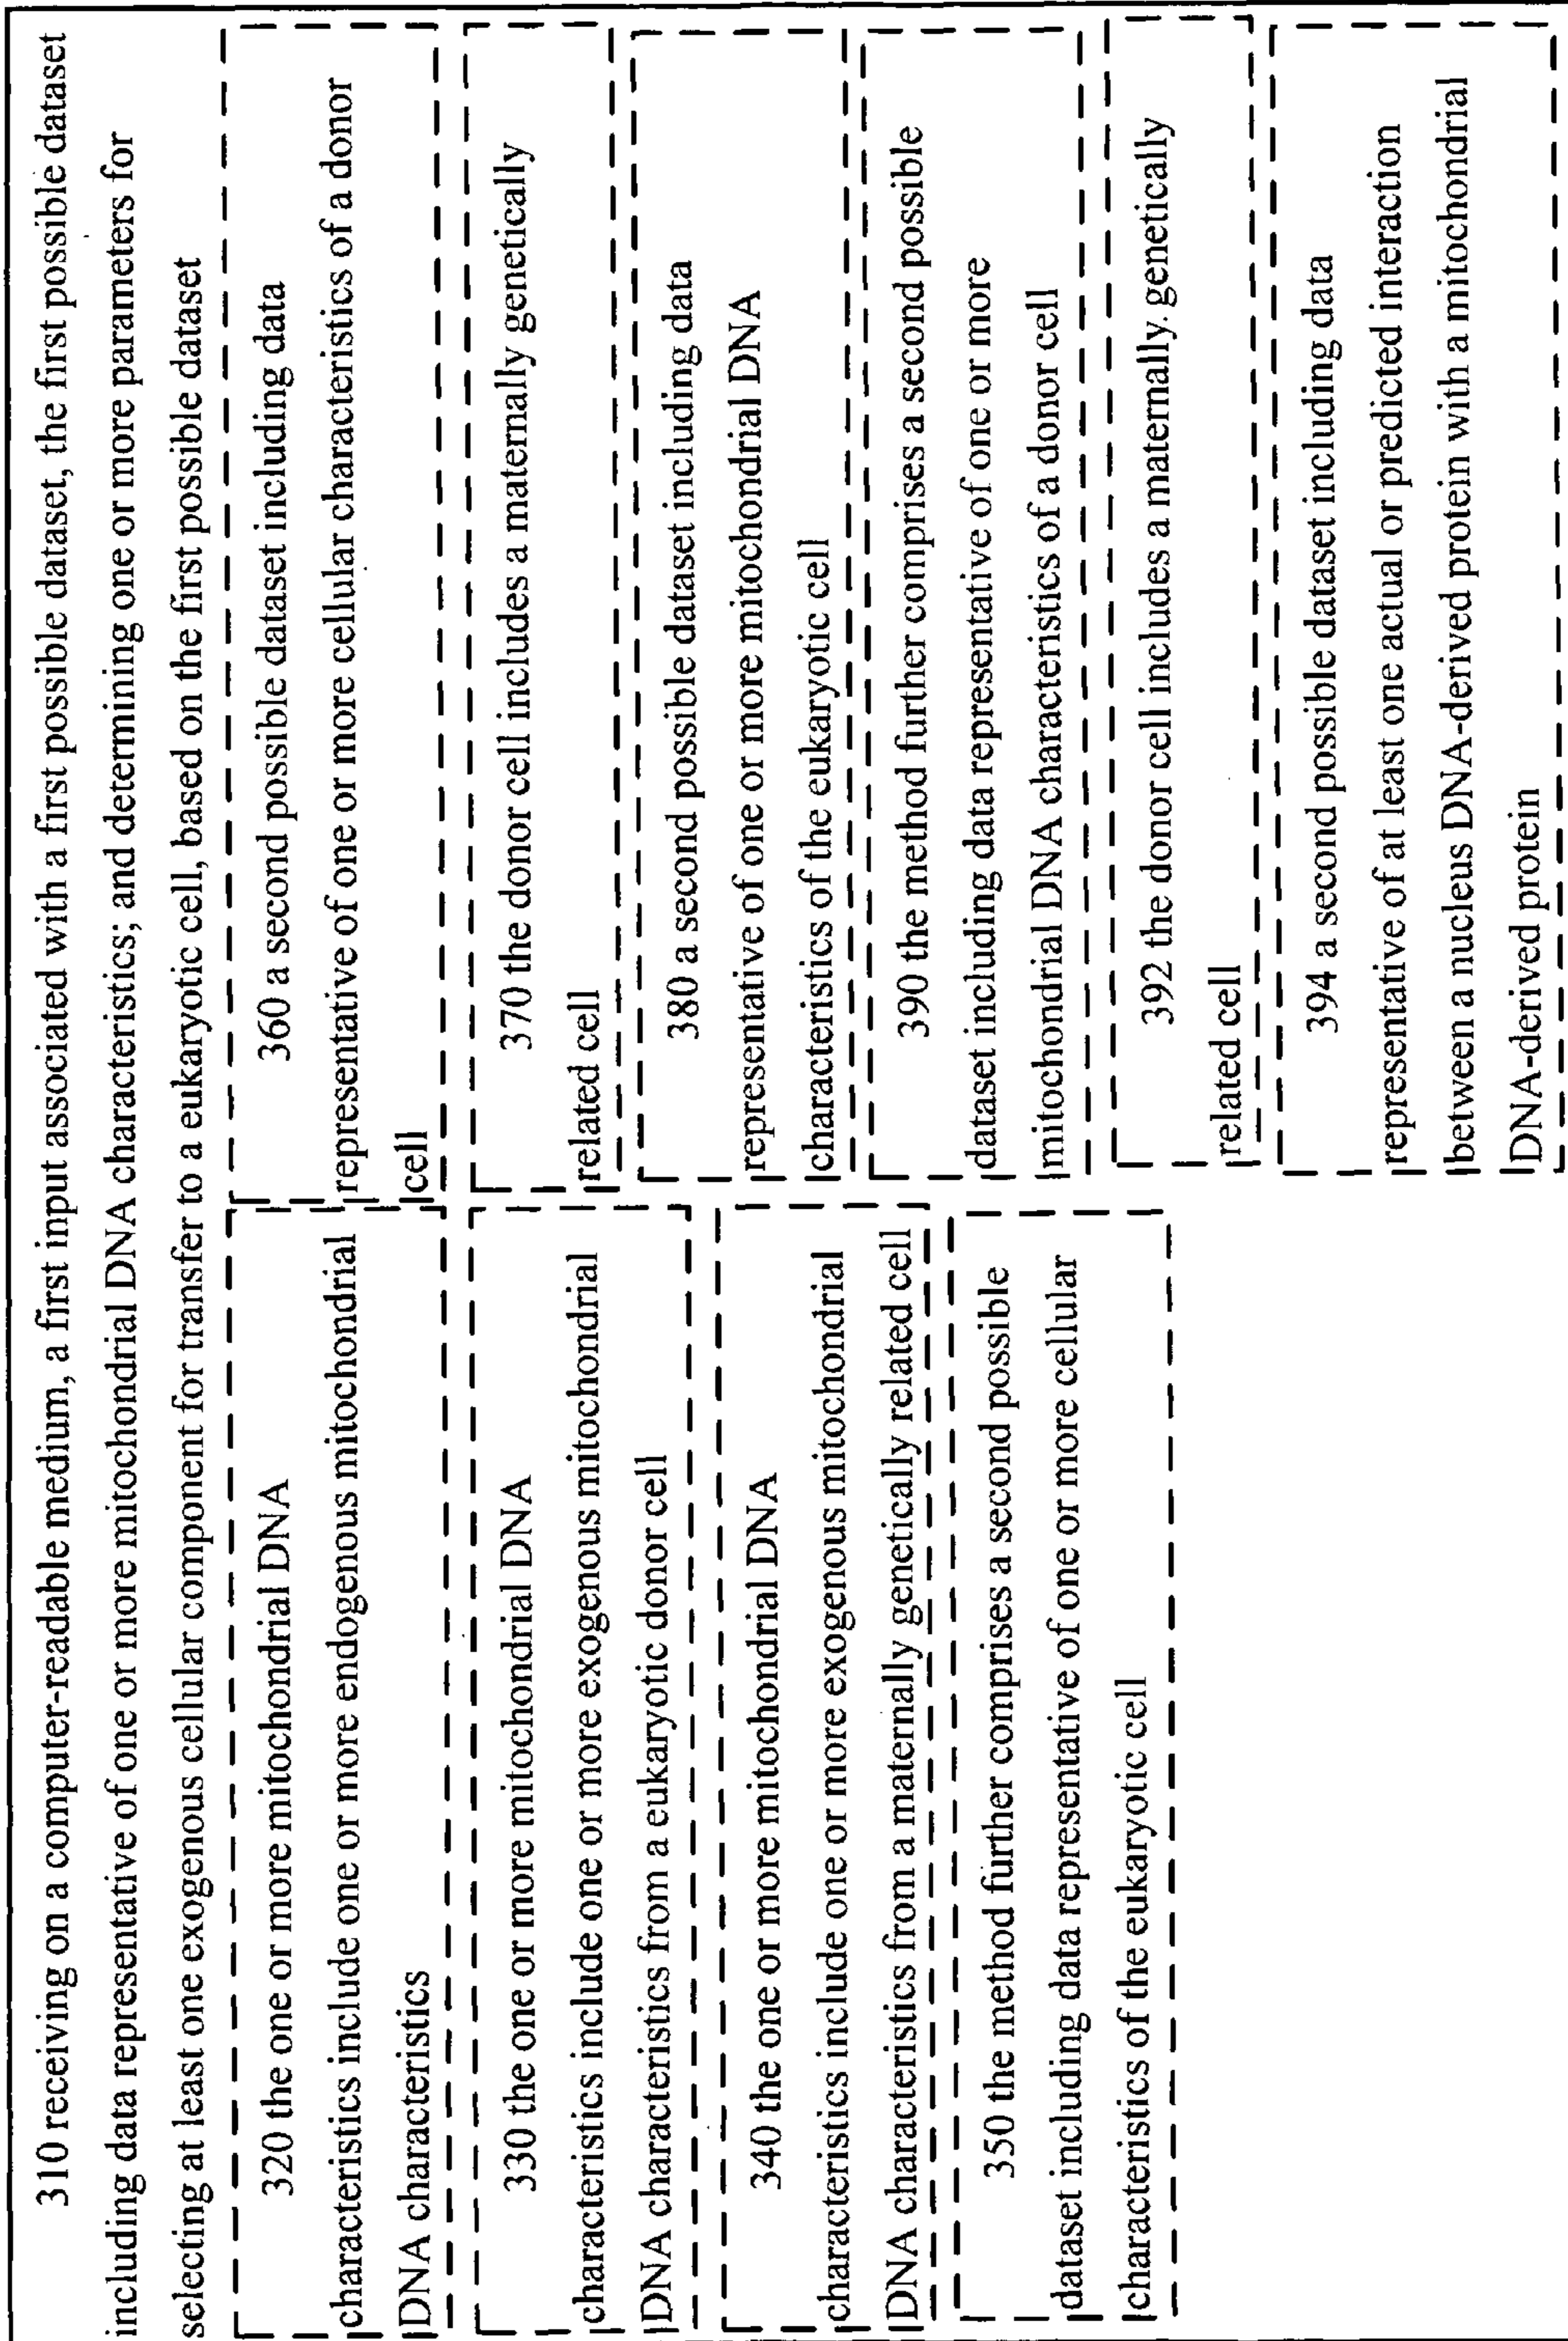 310 receiving on a computer-readable medium, a first input associated with a first possible dataset, the first possible dataset
including data representative of one or more mitochondrial DNA characteristics; and determining one or more parameters for
selecting at least one exogenous cellular component for transfer to a eukaryotic cell, based on the first possible dataset
320 the one or more mitochondrial DNA
characteristics include one or more endogenous mitochondrial
DNA characteristics
330 the one or more mitochondrial DNA
characteristics include one or more exogenous mitochondrial
DNA characteristics from a eukaryotic donor cell
340 the one or more mitochondrial DNA
characteristics include one or more exogenous mitochondrial
DNA characteristics from a maternally genetically related cell
350 the method further comprises a second possible
dataset including data representative of one or more cellular
characteristics of the eukaryotic cell
360 a second possible dataset including data
representative of one or more cellular characteristics of a donor
cell
370 the donor cell includes a maternally genetically
related cell
380 a second possible dataset including data
representative of one or more mitochondrial DNA
characteristics of the eukaryotic cell
390 the method further comprises a second possible
dataset including data representative of one or more
mitochondrial DNA characteristics of a donor cell
392 the donor cell includes a maternally genetically
related cell
394 a second possible dataset including data
representative of at least one actual or predicted interaction
between a nucleus DNA-derived protein with a mitochondrial
DNA-derived protein